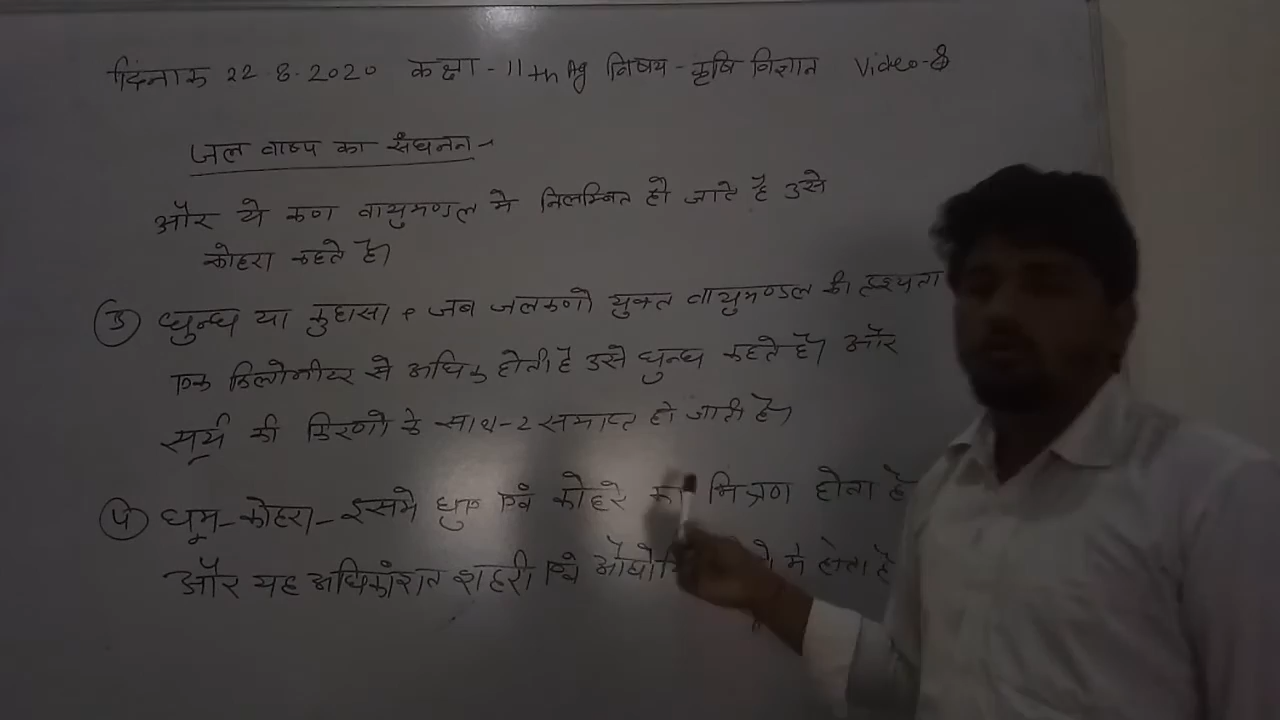 दिनाक 22.8.2020 कक्षा - 11th Ag विषय - कृषि विज्ञान Video-8
जल वाष्प का संघनन -
और ये कण वायुमण्डल मे निलम्बित हो जाते है उसे
कोहरा कहते है।
③ धुन्ध या कुहासा - जब जलकणो युक्त वायुमण्डल की दृश्यता
एक किलोमीटर से अधिक होती है उसे धुन्ध कहते है। और
सूर्य की किरणो के साथ-2 समाप्त हो जाती है।
④ धूम-कोहरा - इसमे एवं कोहरे का मिश्रण होता है
और यह अधिकांशत शहरी एवं मे होता है